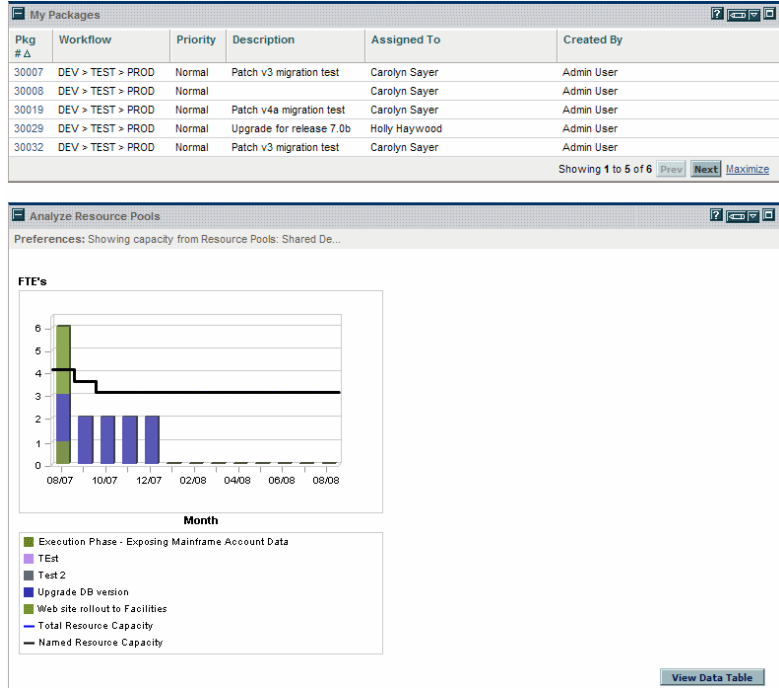 My Packages
Pkg # Δ Workflow Priority Description Assigned To Created By
30007 DEV > TEST > PROD Normal Patch v3 migration test Carolyn Sayer Admin User
30008 DEV > TEST > PROD Normal Carolyn Sayer Admin User
30019 DEV > TEST > PROD Normal Patch v4a migration test Carolyn Sayer Admin User
30029 DEV > TEST > PROD Normal Upgrade for release 7.0b Holly Haywood Admin User
30032 DEV > TEST > PROD Normal Patch v3 migration test Carolyn Sayer Admin User
Showing 1 to 5 of 6 Prev Next Maximize
Analyze Resource Pools
Preferences: Showing capacity from Resource Pools: Shared De...
FTE's
6
5
4
3
2
1
0
08/07 10/07 12/07 02/08 04/08 06/08 08/08
Month
Execution Phase - Exposing Mainframe Account Data
TEst
Test 2
Upgrade DB version
Web site rollout to Facilities
Total Resource Capacity
Named Resource Capacity
View Data Table